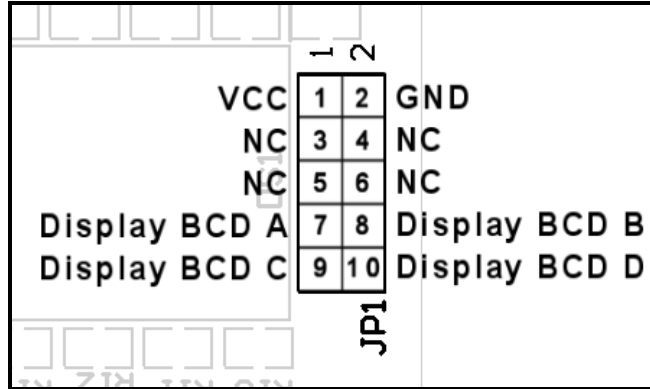 1 2
VCC 1 2 GND
NC 3 4 NC
NC 5 6 NC
Display BCD A 7 8 Display BCD B
Display BCD C 9 10 Display BCD D
JP1
R12